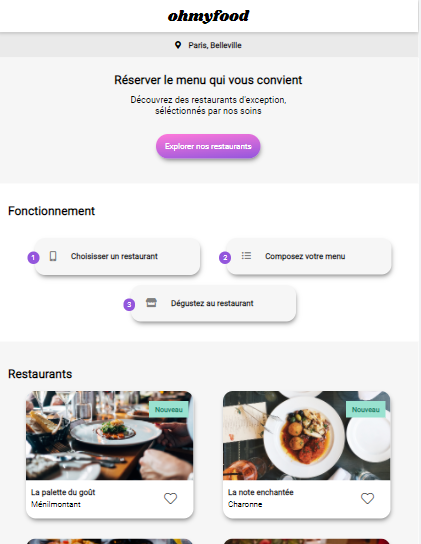 ohmyfood
Paris, Belleville
Réserver le menu qui vous convient
Découvrez des restaurants d'exception,
séléctionnés par nos soins
Explorer nos restaurants
Fonctionnement
1 Choisisser un restaurant
2 Composez votre menu
3 Dégustez au restaurant
Restaurants
Nouveau
Nouveau
La palette du goût
Ménilmontant
La note enchantée
Charonne